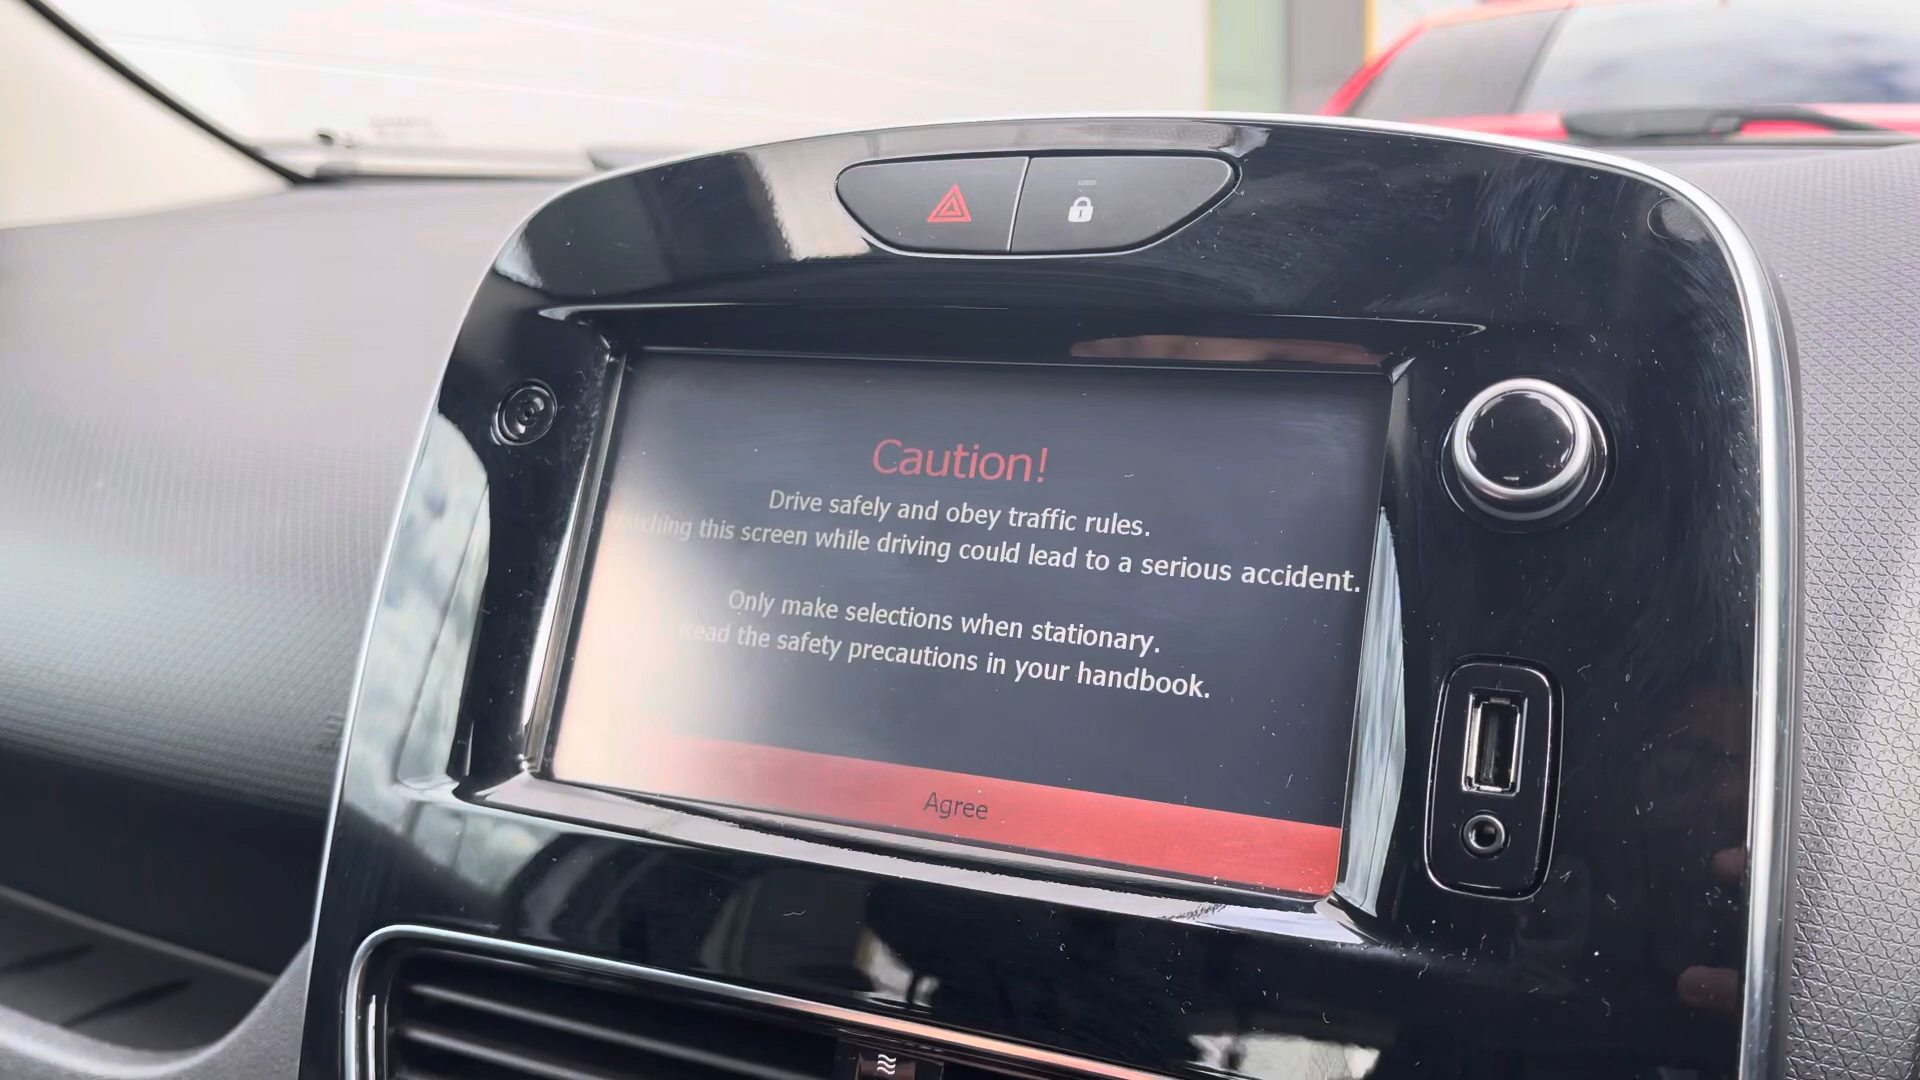 Caution!
Drive safely and obey traffic rules.
this screen while driving could lead to a serious accident.
Only make selections when stationary.
Read the safety precautions in your handbook.
Agree